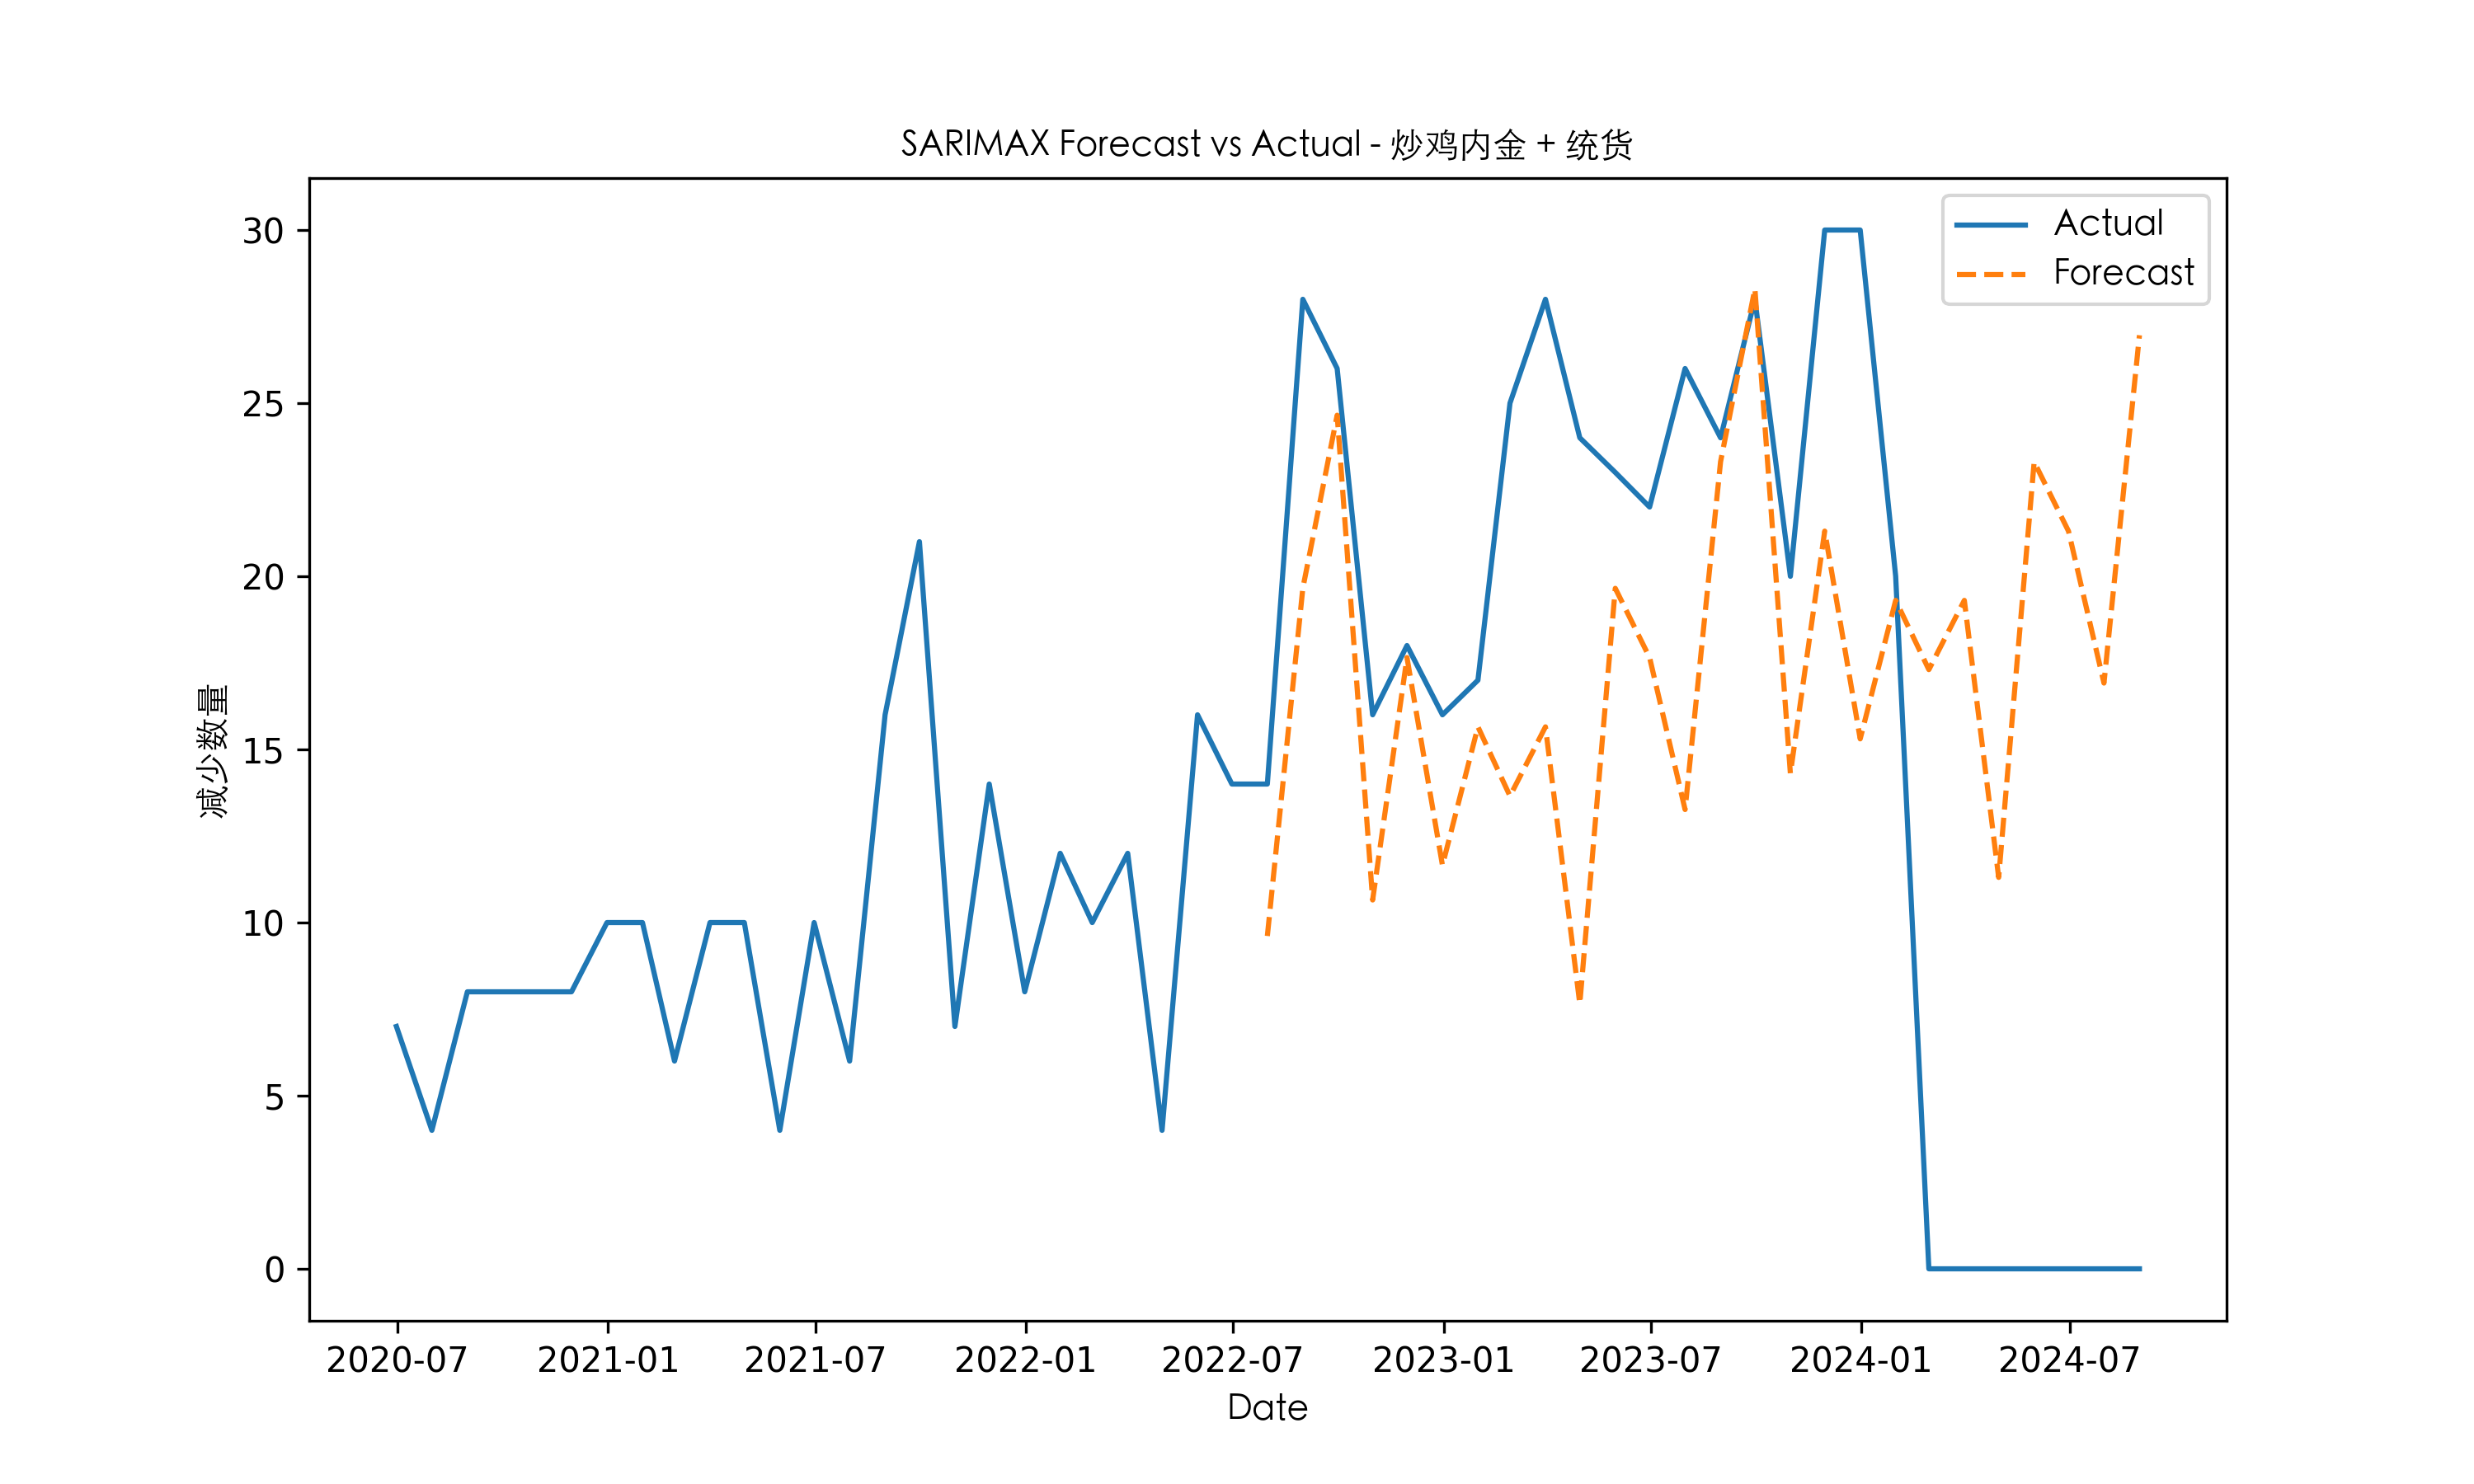 SARIMAX Forecast vs Actual - 炒鸡内金 + 统货
Actual
Forecast
减少数量
30
25
20
15
10
5
0
2020-07 2021-01 2021-07 2022-01 2022-07 2023-01 2023-07 2024-01 2024-07
Date